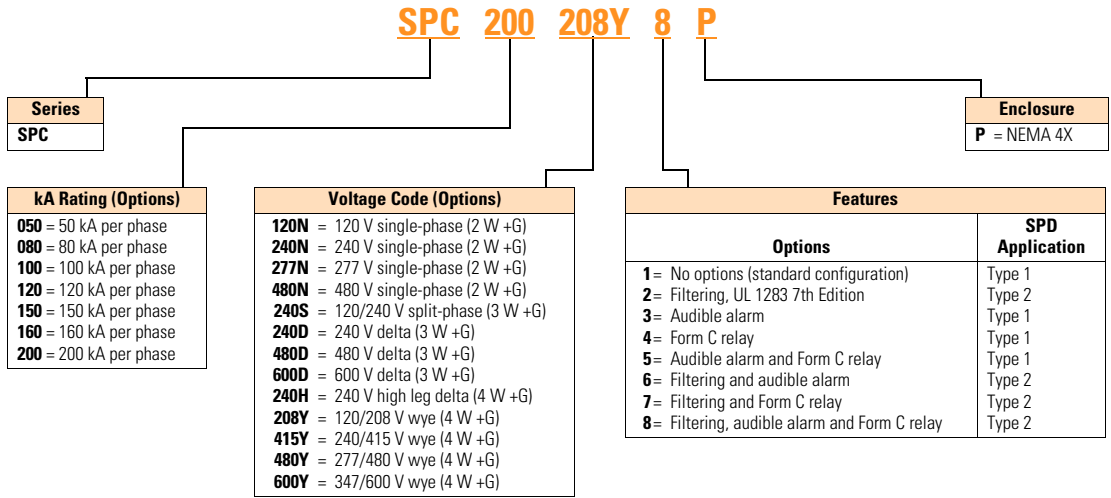 SPC 200 208Y 8 P
Series
SPC
Enclosure
P = NEMA 4X
kA Rating (Options)
050 = 50 kA per phase
080 = 80 kA per phase
100 = 100 kA per phase
120 = 120 kA per phase
150 = 150 kA per phase
160 = 160 kA per phase
200 = 200 kA per phase
Voltage Code (Options)
120N = 120 V single-phase (2 W +G)
240N = 240 V single-phase (2 W +G)
277N = 277 V single-phase (2 W +G)
480N = 480 V single-phase (2 W +G)
240S = 120/240 V split-phase (3 W +G)
240D = 240 V delta (3 W +G)
480D = 480 V delta (3 W +G)
600D = 600 V delta (3 W +G)
240H = 240 V high leg delta (4 W +G)
208Y = 120/208 V wye (4 W +G)
415Y = 240/415 V wye (4 W +G)
480Y = 277/480 V wye (4 W +G)
600Y = 347/600 V wye (4 W +G)
Features
Options SPD Application
1= No options (standard configuration) Type 1
2= Filtering, UL 1283 7th Edition Type 2
3= Audible alarm Type 1
4= Form C relay Type 1
5= Audible alarm and Form C relay Type 1
6= Filtering and audible alarm Type 2
7= Filtering and Form C relay Type 2
8= Filtering, audible alarm and Form C relay Type 2